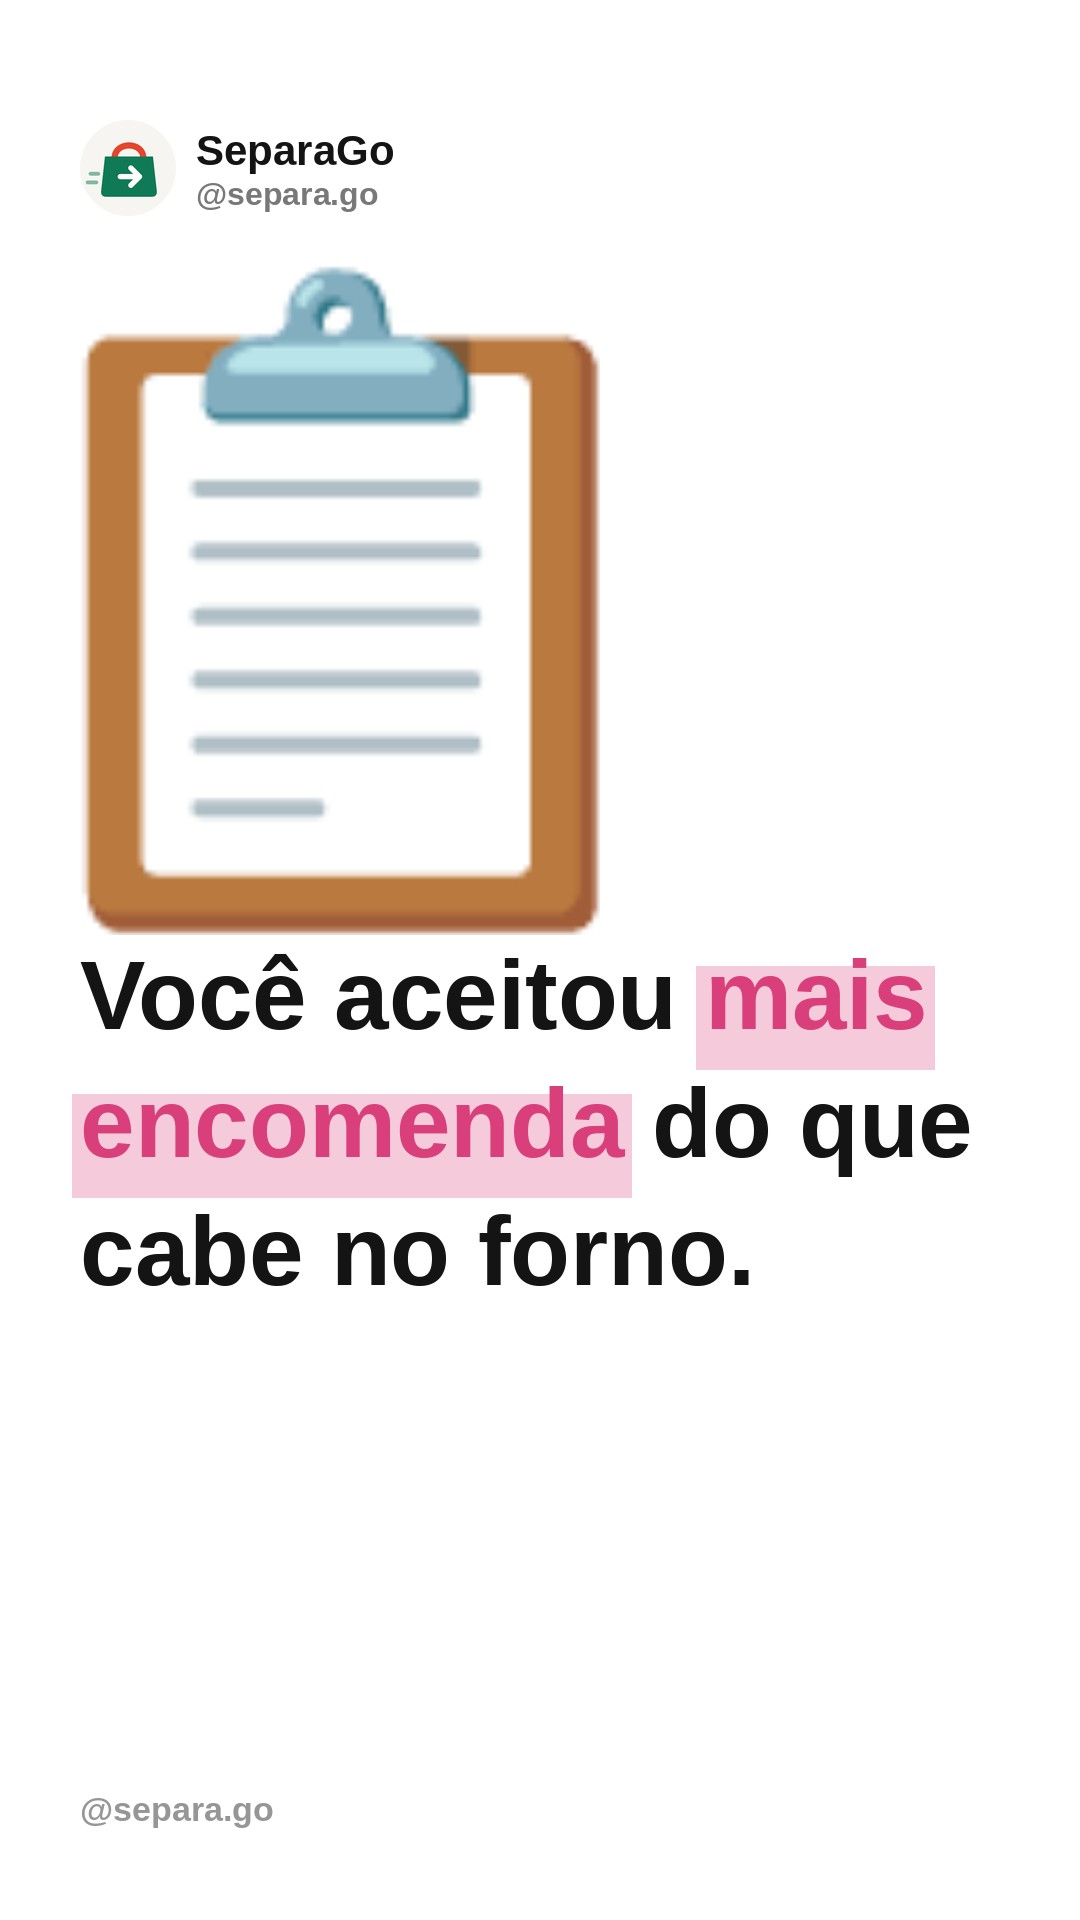 SeparaGo
@separa.go
Você aceitou mais
encomenda do que
cabe no forno.
@separa.go